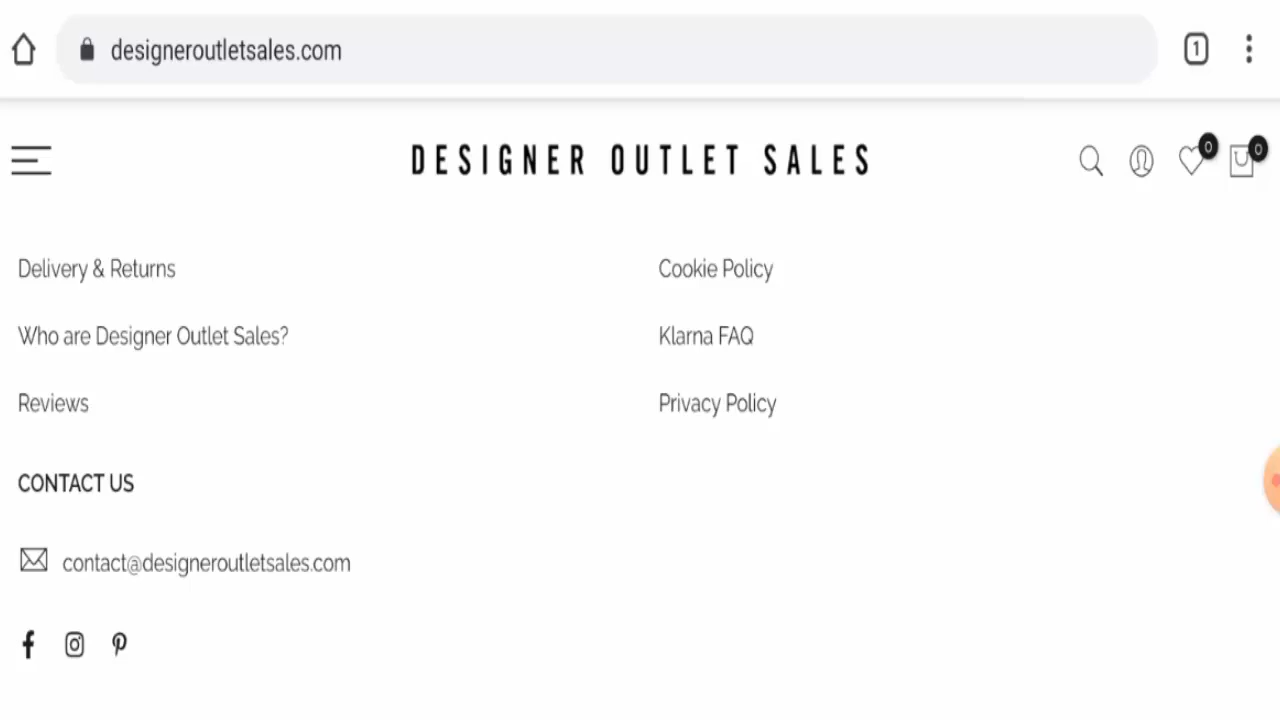 designeroutletsales.com
1
DESIGNER OUTLET SALES
0
0
Delivery & Returns
Cookie Policy
Who are Designer Outlet Sales?
Klarna FAQ
Reviews
Privacy Policy
CONTACT US
contact@designeroutletsales.com